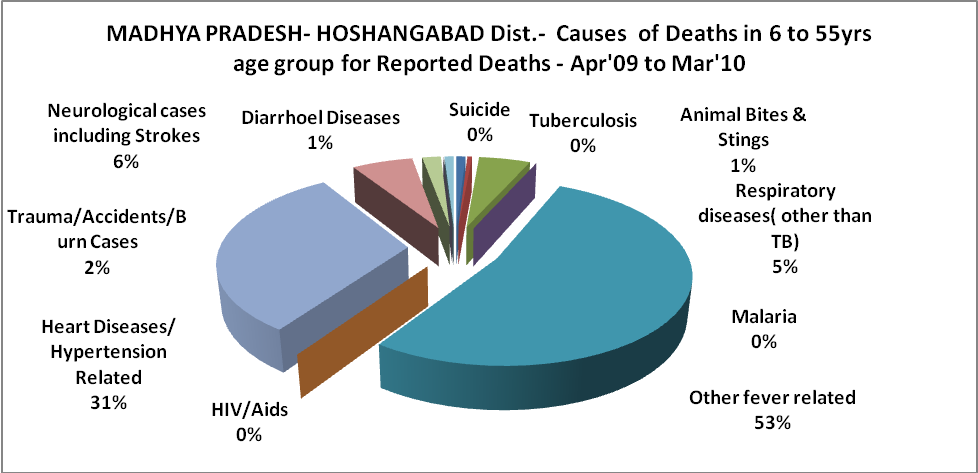 MADHYA PRADESH- HOSHANGABAD Dist.- Causes of Deaths in 6 to 55yrs
age group for Reported Deaths - Apr'09 to Mar'10
Neurological cases
including Strokes
6%
Diarrhoel Diseases
1%
Suicide
0%
Tuberculosis
0%
Animal Bites &
Stings
1%
Respiratory
diseases( other than
TB)
5%
Trauma/Accidents/B
urn Cases
2%
Malaria
0%
Heart Diseases/
Hypertension
Related
31%
HIV/Aids
0%
Other fever related
53%